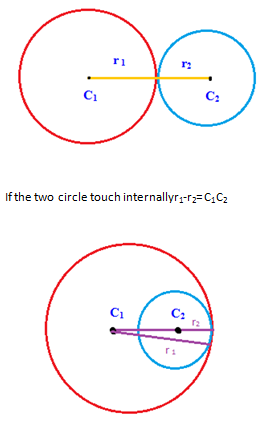 r₁ r₂
C₁ C₂
If the two circle touch internallyr₁-r₂=C₁C₂
C₁ C₂
r₂
r₁